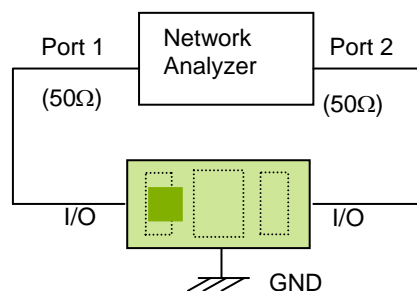 Port 1
Network
Analyzer
Port 2
(50Ω)
(50Ω)
I/O
I/O
GND